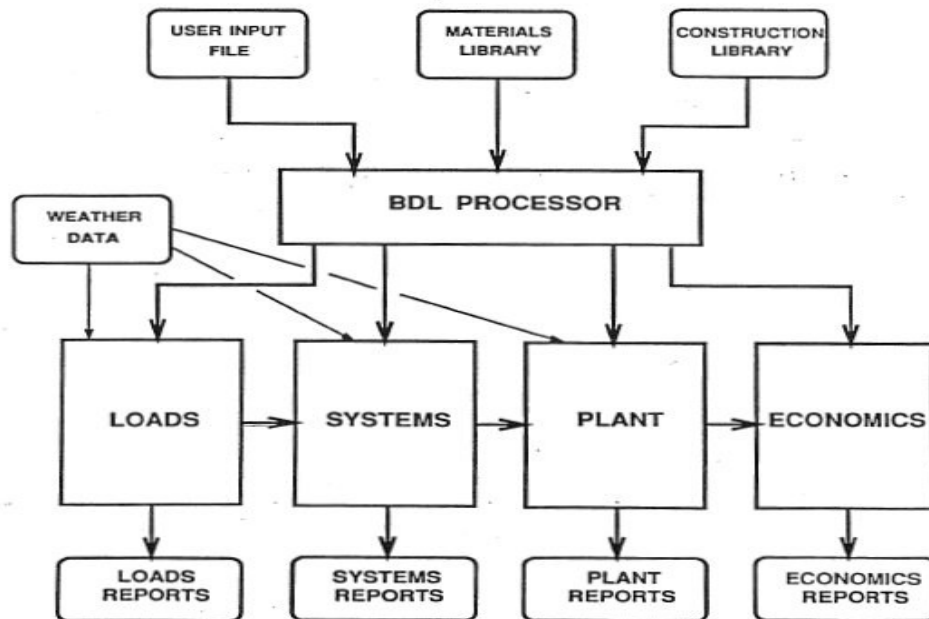 USER INPUT
FILE
MATERIALS
LIBRARY
CONSTRUCTION
LIBRARY
BDL PROCESSOR
WEATHER
DATA
LOADS
SYSTEMS
PLANT
ECONOMICS
LOADS
REPORTS
SYSTEMS
REPORTS
PLANT
REPORTS
ECONOMICS
REPORTS